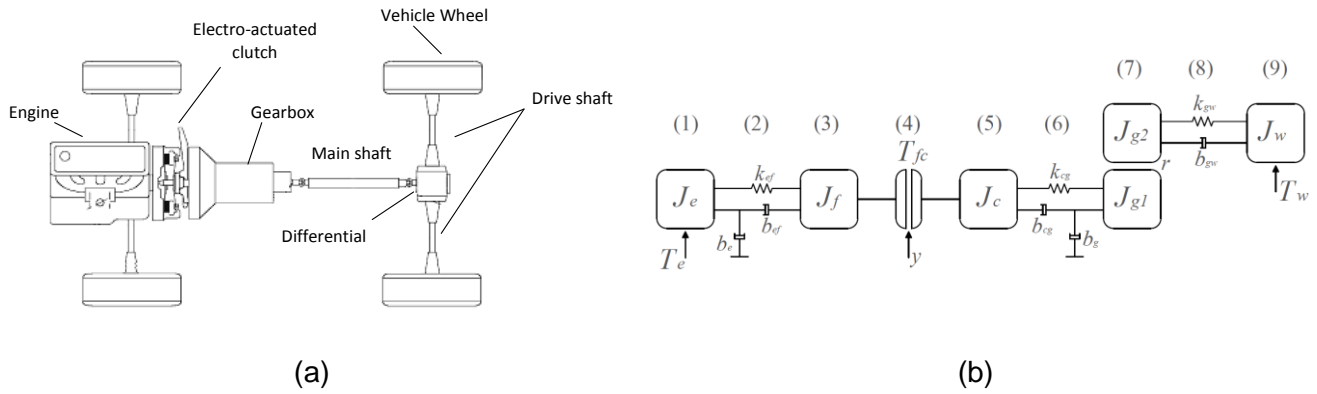 Vehicle Wheel
Electro-actuated
clutch
Engine
Gearbox
Drive shaft
Main shaft
Differential
(a)
(1) (2) (3) (4) (5) (6) (7) (8) (9)
J_g2 k_gw b_gw J_w
T_w
r
T_fc
J_e k_ef b_ef J_f J_c k_cg b_cg J_g1
b_e b_g
T_e y
(b)